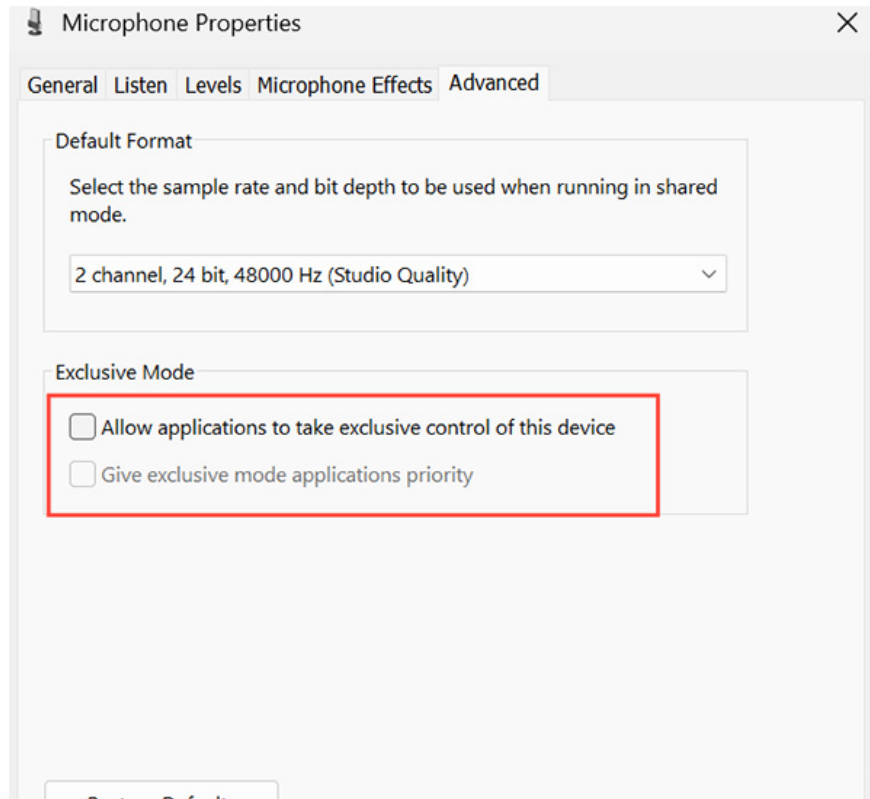 Microphone Properties
General Listen Levels Microphone Effects Advanced
Default Format
Select the sample rate and bit depth to be used when running in shared
mode.
2 channel, 24 bit, 48000 Hz (Studio Quality)
Exclusive Mode
Allow applications to take exclusive control of this device
Give exclusive mode applications priority